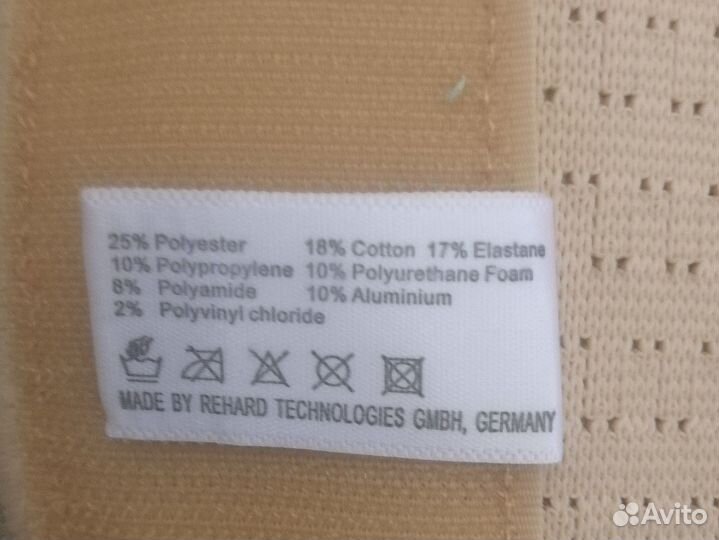 25% Polyester 18% Cotton 17% Elastane
10% Polypropylene 10% Polyurethane Foam
8% Polyamide 10% Aluminium
2% Polyvinyl chloride
MADE BY REHARD TECHNOLOGIES GMBH, GERMANY
Avito